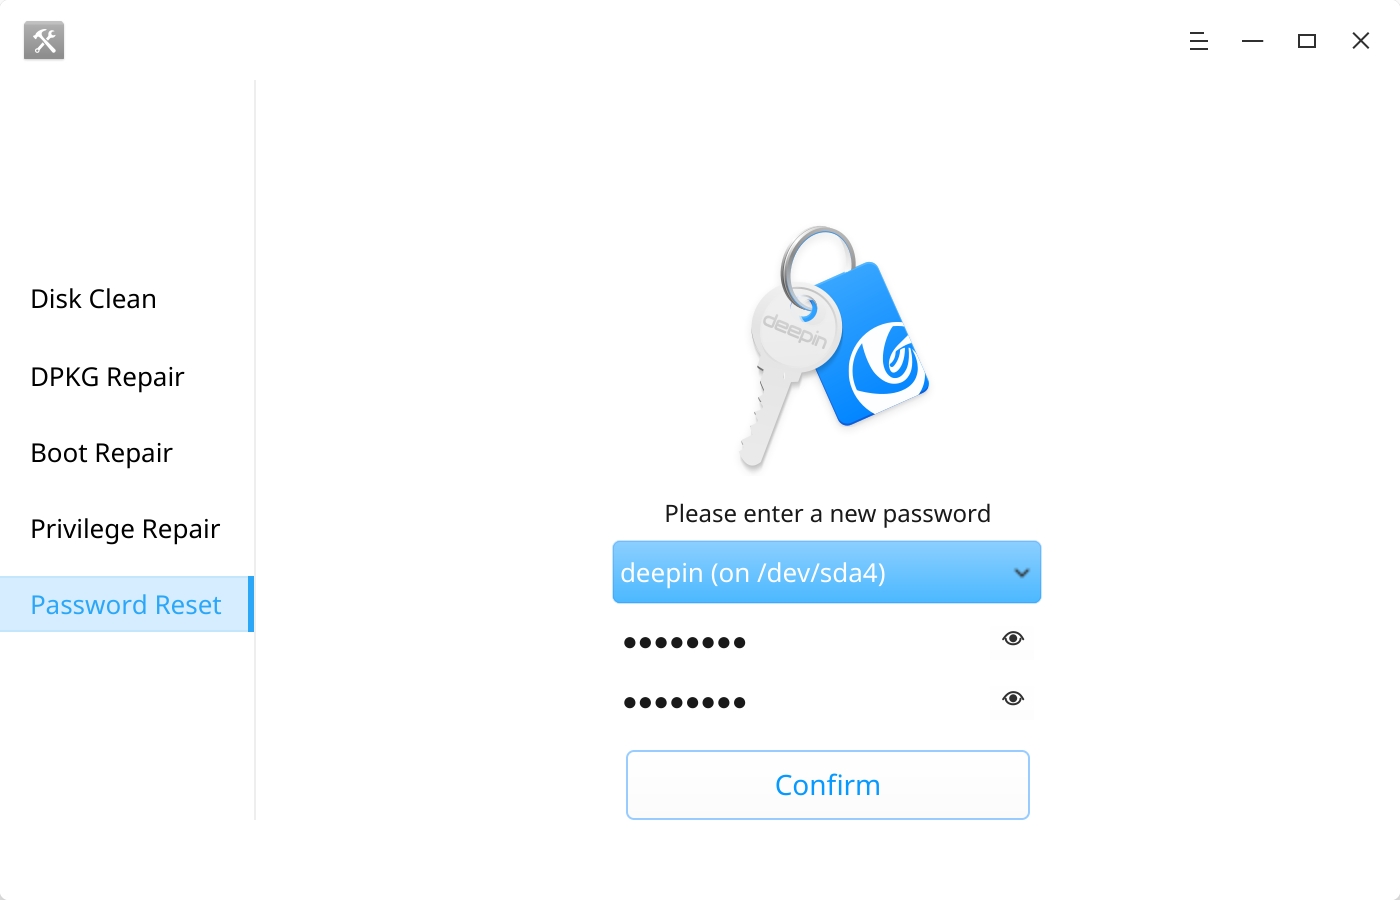 Disk Clean
DPKG Repair
Boot Repair
Privilege Repair
Password Reset
deepin
Please enter a new password
deepin (on /dev/sda4)
●●●●●●●●
●●●●●●●●
Confirm